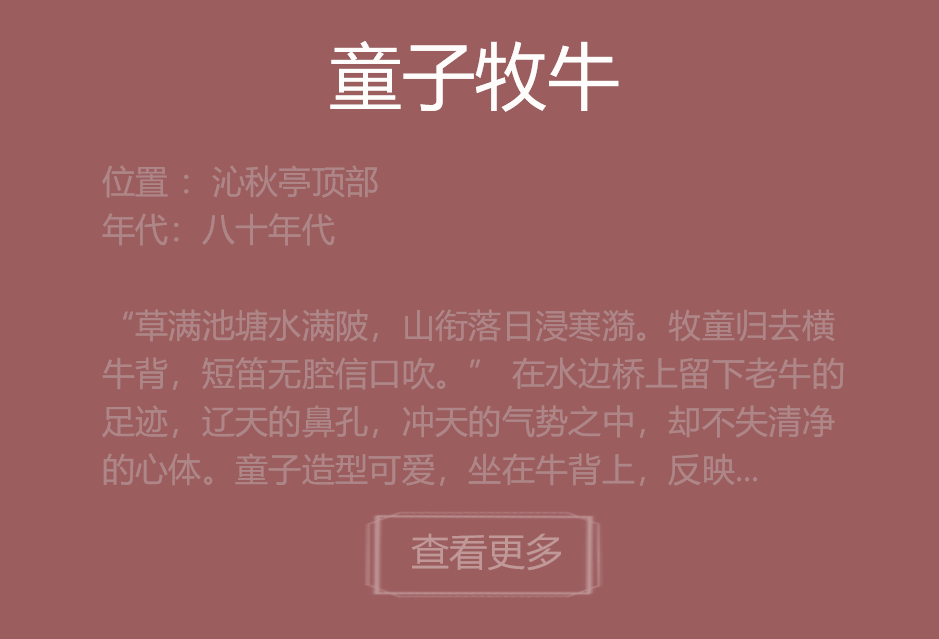 童子牧牛
位置：沁秋亭顶部
年代：八十年代
“草满池塘水满陂，山衔落日浸寒漪。牧童归去横
牛背，短笛无腔信口吹。” 在水边桥上留下老牛的
足迹，辽天的鼻孔，冲天的气势之中，却不失清净
的心体。童子造型可爱，坐在牛背上，反映...
查看更多